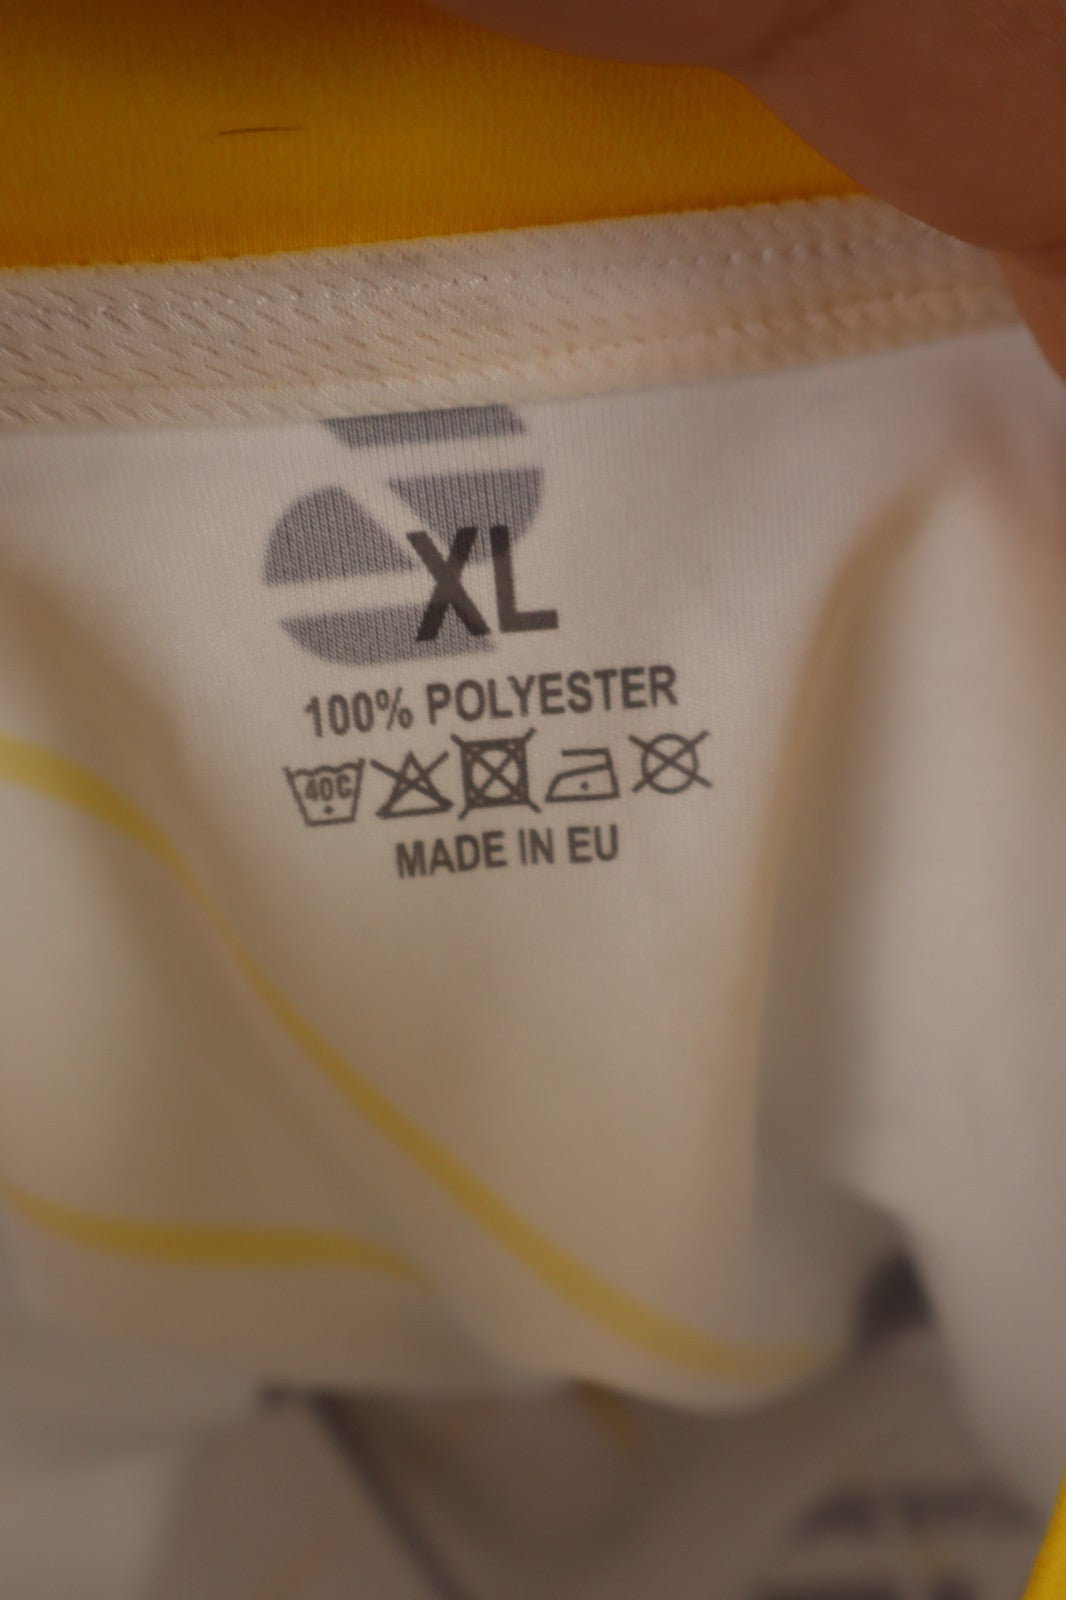 XL
100% POLYESTER
40C
MADE IN EU